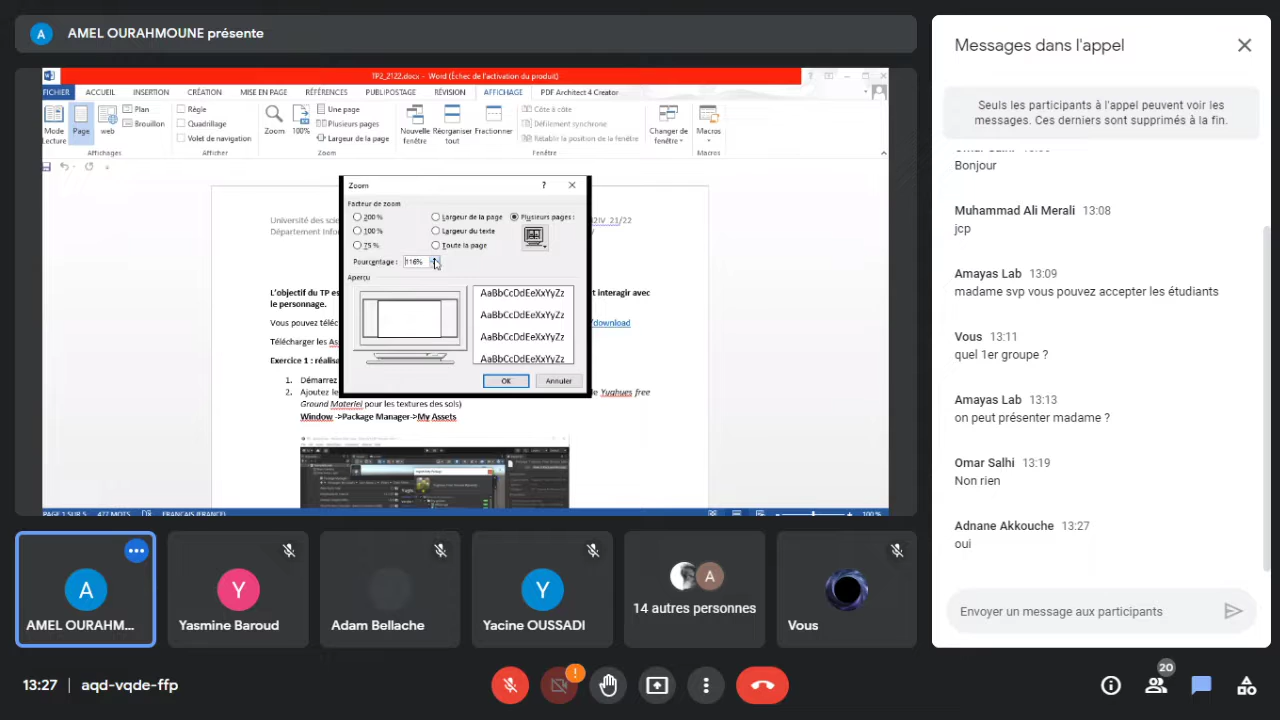 A
AMEL OURAHMOUNE présente
TP2_2122.docx - Word (Échec de l'activation du produit)
FICHIER ACCUEIL INSERTION CRÉATION MISE EN PAGE RÉFÉRENCES PUBLIPOSTAGE RÉVISION AFFICHAGE PDF Architect 4 Creator
Mode Lecture
Page
web
Plan
Brouillon
Affichages
Règle
Quadrillage
Volet de navigation
Afficher
Zoom
100%
Une page
Plusieurs pages
Largeur de la page
Zoom
Nouvelle fenêtre
Réorganiser tout
Fractionner
Côte à côte
Défilement synchrone
Rétablir la position de la fenêtre
Fenêtre
Changer de fenêtre
Macros
Macros
Université des scie
2IV 21/22
Département Info
Zoom
? ×
Facteur de zoom
200 %
100 %
75 %
Largeur de la page
Largeur du texte
Toute la page
Plusieurs pages :
Pourcentage : 116%
Aperçu
AaBbCcDdEeXxYyZz
AaBbCcDdEeXxYyZz
AaBbCcDdEeXxYyZz
AaBbCcDdEeXxYyZz
OK Annuler
L'objectif du TP es
t interagir avec
le personnage.
Vous pouvez téléc
/download
Télécharger les As
Exercice 1 : réalisa
1. Démarrez
2. Ajoutez le
le Yughues free
Ground Materiel pour les textures des sols)
Window ->Package Manager->My Assets
PAGE 1 SUR 5 477 MOTS FRANÇAIS (FRANCE)
100 %
A
AMEL OURAHM...
Y
Yasmine Baroud
Adam Bellache
Y
Yacine OUSSADI
A
14 autres personnes
Vous
13:27 | aqd-vqde-ffp
20
Messages dans l'appel
Seuls les participants à l'appel peuvent voir les
messages. Ces derniers sont supprimés à la fin.
Bonjour
Muhammad Ali Merali 13:08
jcp
Amayas Lab 13:09
madame svp vous pouvez accepter les étudiants
Vous 13:11
quel 1er groupe ?
Amayas Lab 13:13
on peut présenter madame ?
Omar Salhi 13:19
Non rien
Adnane Akkouche 13:27
oui
Envoyer un message aux participants